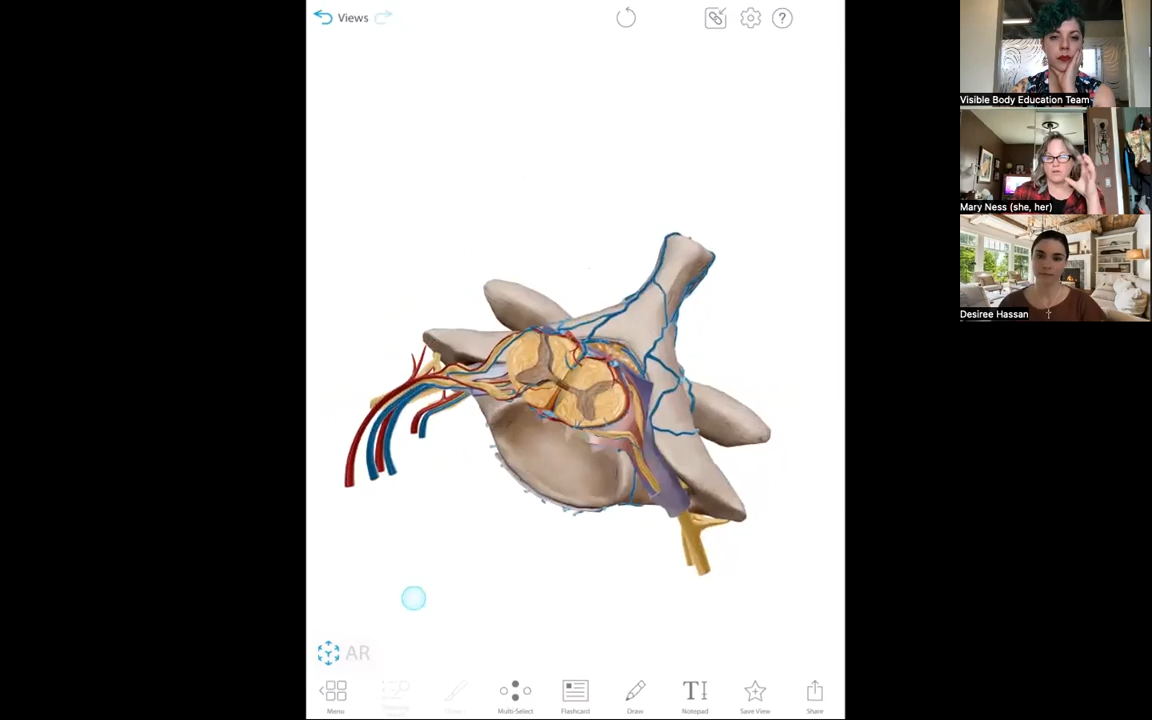 Views
?
Visible Body Education Team
Mary Ness (she, her)
Desiree Hassan
AR
Menu
Multi-Select
Flashcard
Draw
Notepad
Save View
Share